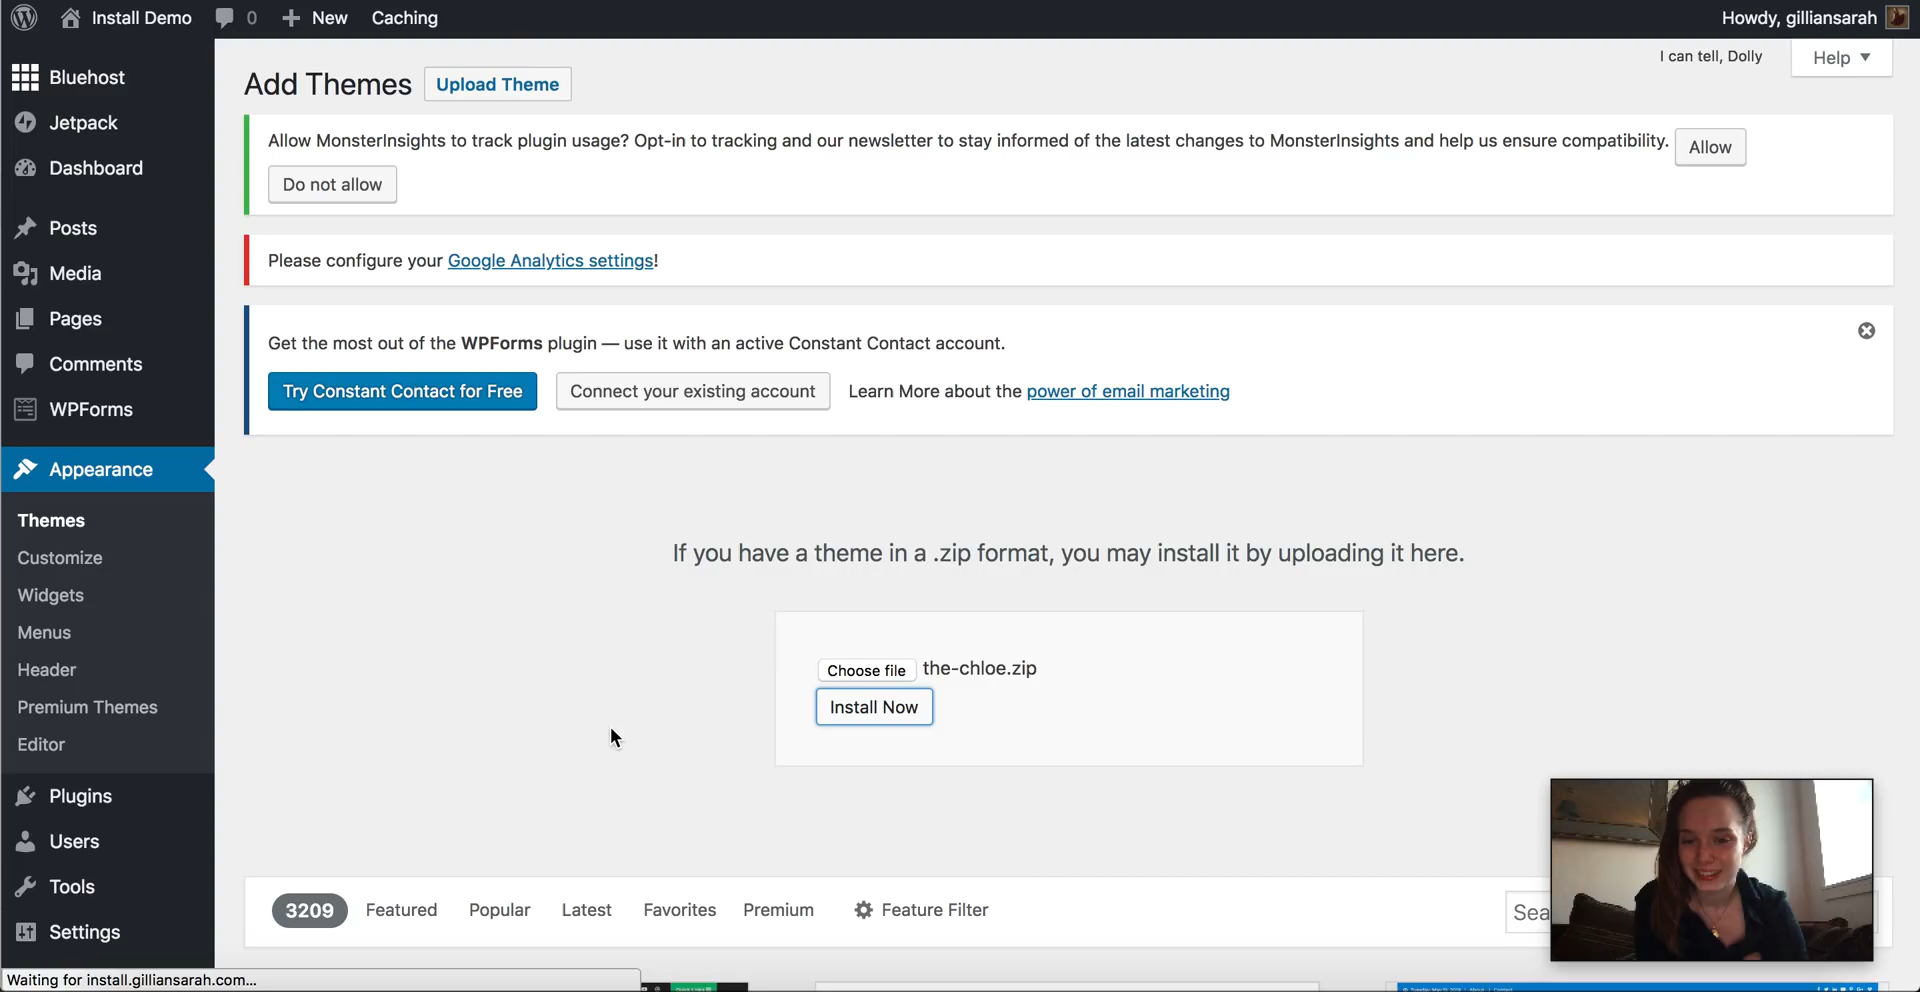 Install Demo 0 New Caching Howdy, gilliansarah
Bluehost
Jetpack
Dashboard
Posts
Media
Pages
Comments
WPForms
Appearance
Themes
Customize
Widgets
Menus
Header
Premium Themes
Editor
Plugins
Users
Tools
Settings
I can tell, Dolly Help
Add Themes Upload Theme
Allow MonsterInsights to track plugin usage? Opt-in to tracking and our newsletter to stay informed of the latest changes to MonsterInsights and help us ensure compatibility. Allow
Do not allow
Please configure your Google Analytics settings!
Get the most out of the WPForms plugin — use it with an active Constant Contact account.
Try Constant Contact for Free Connect your existing account Learn More about the power of email marketing
If you have a theme in a .zip format, you may install it by uploading it here.
Choose file the-chloe.zip
Install Now
3209 Featured Popular Latest Favorites Premium Feature Filter
Waiting for install.gilliansarah.com...